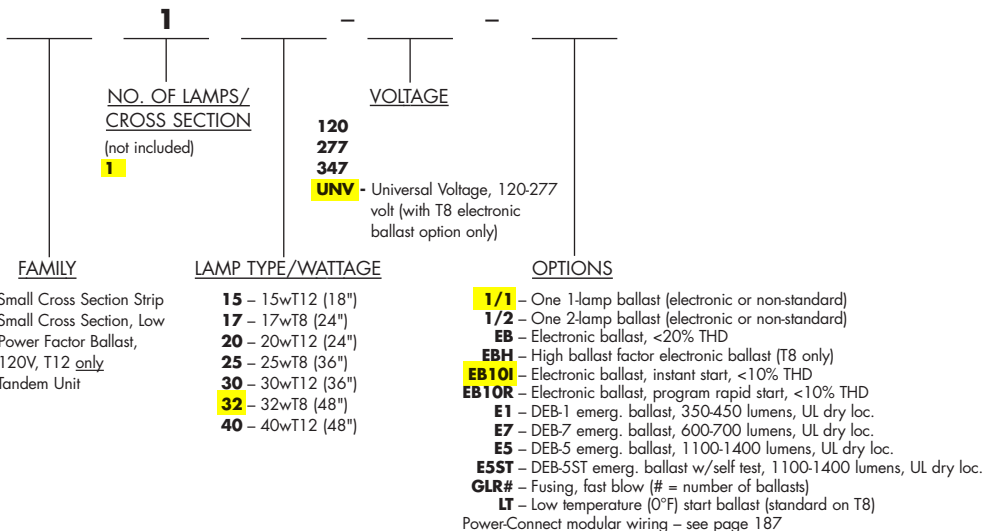 1 – –
NO. OF LAMPS/
CROSS SECTION
(not included)
1
VOLTAGE
120
277
347
UNV - Universal Voltage, 120-277
volt (with T8 electronic
ballast option only)
FAMILY
Small Cross Section Strip
Small Cross Section, Low
Power Factor Ballast,
120V, T12 only
Tandem Unit
LAMP TYPE/WATTAGE
15 – 15wT12 (18")
17 – 17wT8 (24")
20 – 20wT12 (24")
25 – 25wT8 (36")
30 – 30wT12 (36")
32 – 32wT8 (48")
40 – 40wT12 (48")
OPTIONS
1/1 – One 1-lamp ballast (electronic or non-standard)
1/2 – One 2-lamp ballast (electronic or non-standard)
EB – Electronic ballast, <20% THD
EBH – High ballast factor electronic ballast (T8 only)
EB10I – Electronic ballast, instant start, <10% THD
EB10R – Electronic ballast, program rapid start, <10% THD
E1 – DEB-1 emerg. ballast, 350-450 lumens, UL dry loc.
E7 – DEB-7 emerg. ballast, 600-700 lumens, UL dry loc.
E5 – DEB-5 emerg. ballast, 1100-1400 lumens, UL dry loc.
E5ST – DEB-5ST emerg. ballast w/self test, 1100-1400 lumens, UL dry loc.
GLR# – Fusing, fast blow (# = number of ballasts)
LT – Low temperature (0°F) start ballast (standard on T8)
Power-Connect modular wiring – see page 187